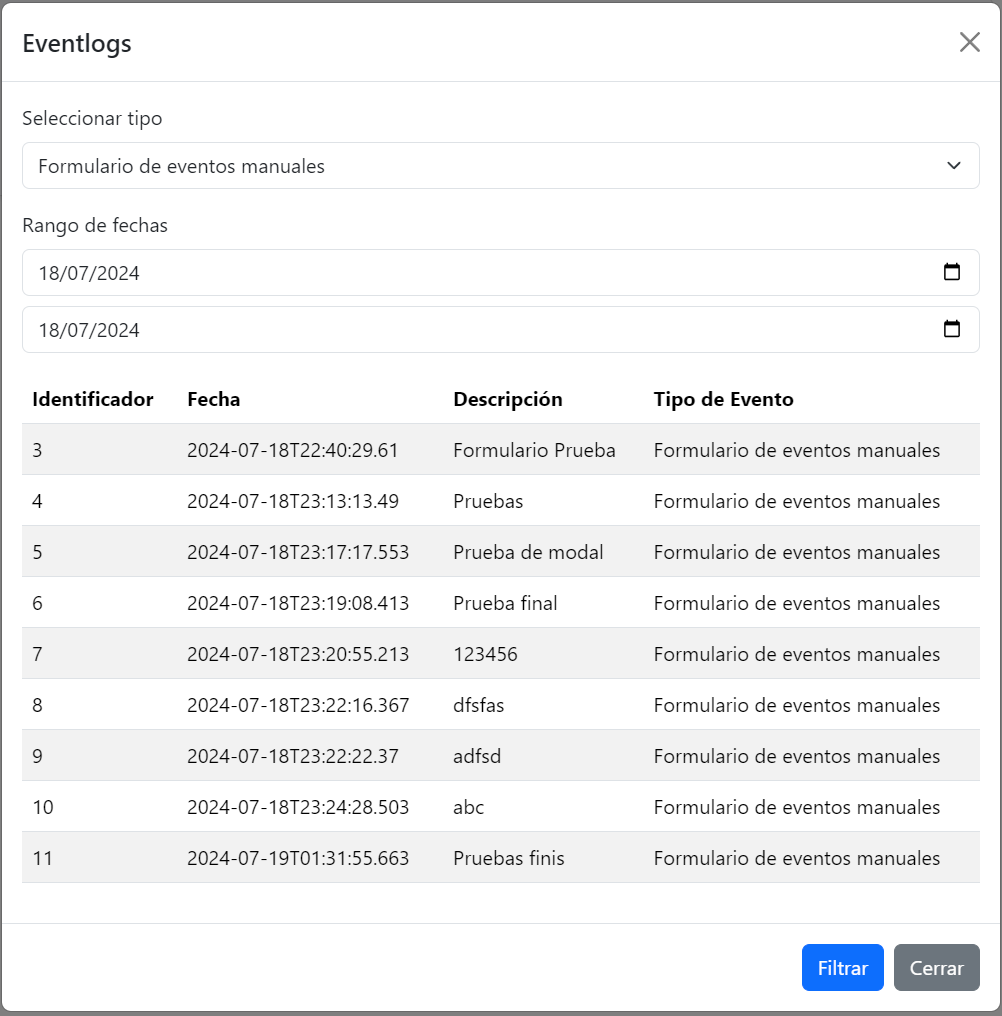 Eventlogs
Seleccionar tipo
Formulario de eventos manuales
Rango de fechas
18/07/2024
18/07/2024
Identificador Fecha Descripción Tipo de Evento
3 2024-07-18T22:40:29.61 Formulario Prueba Formulario de eventos manuales
4 2024-07-18T23:13:13.49 Pruebas Formulario de eventos manuales
5 2024-07-18T23:17:17.553 Prueba de modal Formulario de eventos manuales
6 2024-07-18T23:19:08.413 Prueba final Formulario de eventos manuales
7 2024-07-18T23:20:55.213 123456 Formulario de eventos manuales
8 2024-07-18T23:22:16.367 dfsfas Formulario de eventos manuales
9 2024-07-18T23:22:22.37 adfsd Formulario de eventos manuales
10 2024-07-18T23:24:28.503 abc Formulario de eventos manuales
11 2024-07-19T01:31:55.663 Pruebas finis Formulario de eventos manuales
Filtrar Cerrar